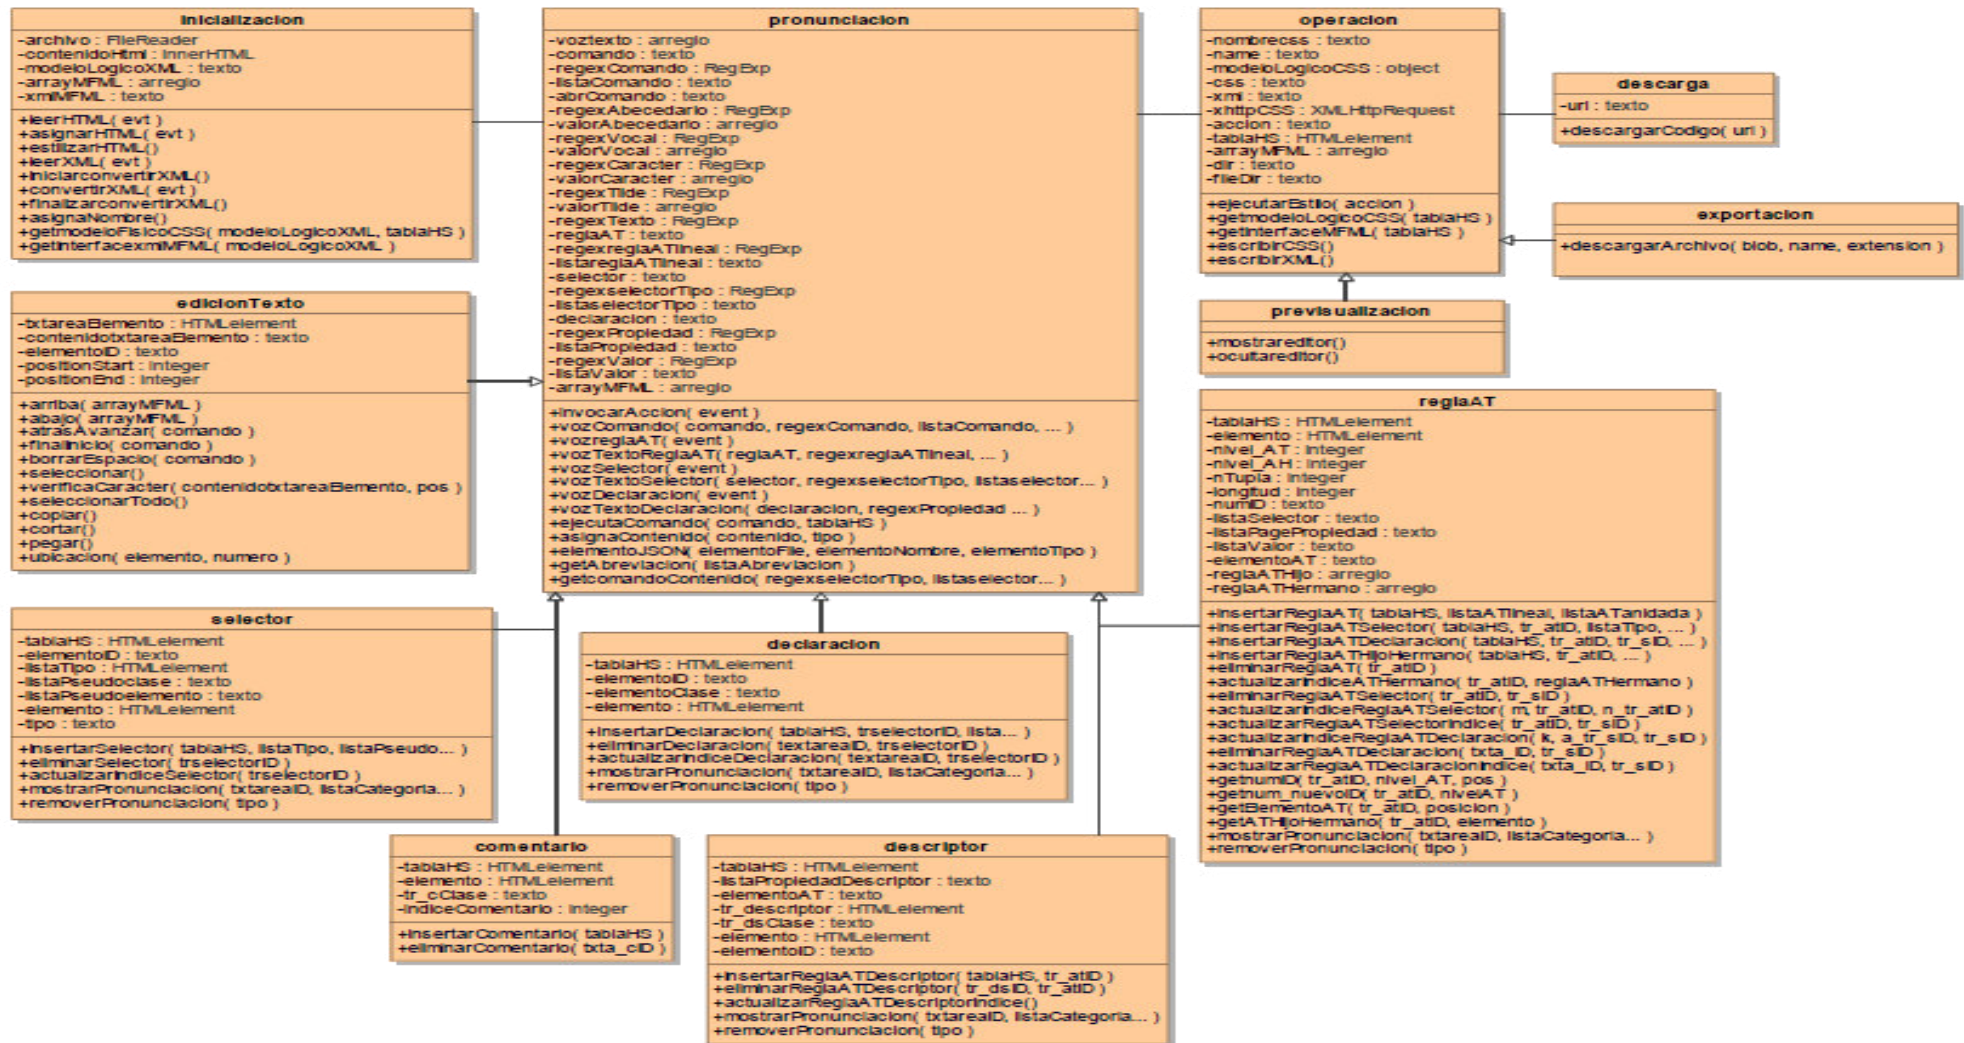 inicializacion
-archivo : FileReader
-contenidoHtml : InnerHTML
-modeloLogicoXML : texto
-arrayMFML : arreglo
-xmlMFML : texto
+leerHTML( evt )
+asignarHTML( evt )
+estilizarHTML()
+leerXML( evt )
+iniciarconvertirXML()
+convertirXML( evt )
+finalizarconvertirXML()
+asignaNombre()
+getmodeloFisicoCSS( modeloLogicoXML, tablaHS )
+getinterfacexmlMFML( modeloLogicoXML )
edicionTexto
-txtareaElemento : HTMLelement
-contenidotxtareaElemento : texto
-elementoID : texto
-positionStart : Integer
-positionEnd : Integer
+arriba( arrayMFML )
+abajo( arrayMFML )
+atrasAvanzar( comando )
+finalinicio( comando )
+borrarEspacio( comando )
+seleccionar()
+verificaCaracter( contenidotxtareaElemento, pos )
+seleccionarTodo()
+copiar()
+cortar()
+pegar()
+ubicacion( elemento, numero )
selector
-tablaHS : HTMLelement
-elementoID : texto
-listaTipo : HTMLelement
-listaPseudoclase : texto
-listaPseudoelemento : texto
-elemento : HTMLelement
-tipo : texto
+insertarSelector( tablaHS, listaTipo, listaPseudo... )
+eliminarSelector( trselectorID )
+actualizarIndiceSelector( trselectorID )
+mostrarPronunciacion( txtareaID, listaCategoria... )
+removerPronunciacion( tipo )
pronunciacion
-voztexto : arreglo
-comando : texto
-regexComando : RegExp
-listaComando : texto
-abrComando : texto
-regexAbecedario : RegExp
-valorAbecedario : arreglo
-regexVocal : RegExp
-valorVocal : arreglo
-regexCaracter : RegExp
-valorCaracter : arreglo
-regexTilde : RegExp
-valorTilde : arreglo
-regexTexto : RegExp
-reglaAT : texto
-regexreglaATlineal : RegExp
-listareglaATlineal : texto
-selector : texto
-regexselectorTipo : RegExp
-listaselectorTipo : texto
-declaracion : texto
-regexPropiedad : RegExp
-listaPropiedad : texto
-regexValor : RegExp
-listaValor : texto
-arrayMFML : arreglo
+invocarAccion( event )
+vozComando( comando, regexComando, listaComando, ... )
+vozreglaAT( event )
+vozTextoReglaAT( reglaAT, regexreglaATlineal, ... )
+vozSelector( event )
+vozTextoSelector( selector, regexselectorTipo, listaselector... )
+vozDeclaracion( event )
+vozTextoDeclaracion( declaracion, regexPropiedad ... )
+ejecutaComando( comando, tablaHS )
+asignaContenido( contenido, tipo )
+elementoJSON( elementoFile, elementoNombre, elementoTipo )
+getAbreviacion( listaAbreviacion )
+getcomandoContenido( regexselectorTipo, listaselector... )
declaracion
-tablaHS : HTMLelement
-elementoID : texto
-elementoClase : texto
-elemento : HTMLelement
+insertarDeclaracion( tablaHS, trselectorID, lista... )
+eliminarDeclaracion( textareaID, trselectorID )
+actualizarIndiceDeclaracion( textareaID, trselectorID )
+mostrarPronunciacion( txtareaID, listaCategoria... )
+removerPronunciacion( tipo )
comentario
-tablaHS : HTMLelement
-elemento : HTMLelement
-tr_cClase : texto
-indiceComentario : Integer
+insertarComentario( tablaHS )
+eliminarComentario( txta_cID )
descriptor
-tablaHS : HTMLelement
-listaPropiedadDescriptor : texto
-elementoAT : texto
-tr_descriptor : HTMLelement
-tr_dsClase : texto
-elemento : HTMLelement
-elementoID : texto
+insertarReglaATDescriptor( tablaHS, tr_atID )
+eliminarReglaATDescriptor( tr_dsID, tr_atID )
+actualizarReglaATDescriptorIndice()
+mostrarPronunciacion( txtareaID, listaCategoria... )
+removerPronunciacion( tipo )
operacion
-nombrecss : texto
-name : texto
-modeloLogicoCSS : object
-css : texto
-xml : texto
-xhttpCSS : XMLHttpRequest
-accion : texto
-tablaHS : HTMLelement
-arrayMFML : arreglo
-dir : texto
-fileDir : texto
+ejecutarEstilo( accion )
+getmodeloLogicoCSS( tablaHS )
+getinterfaceMFML( tablaHS )
+escribirCSS()
+escribirXML()
descarga
-url : texto
+descargarCodigo( url )
exportacion
+descargarArchivo( blob, name, extension )
previsualizacion
+mostrareditor()
+ocultareditor()
reglaAT
-tablaHS : HTMLelement
-elemento : HTMLelement
-nivel_AT : Integer
-nivel_AH : Integer
-nTupla : Integer
-longitud : Integer
-numID : texto
-listaSelector : texto
-listaPagePropiedad : texto
-listaValor : texto
-elementoAT : texto
-reglaATHijo : arreglo
-reglaATHermano : arreglo
+insertarReglaAT( tablaHS, listaATlineal, listaATanidada )
+insertarReglaATSelector( tablaHS, tr_atID, listaTipo, ... )
+insertarReglaATDeclaracion( tablaHS, tr_atID, tr_sID, ... )
+insertarReglaATHijoHermano( tablaHS, tr_atID, ... )
+eliminarReglaAT( tr_atID )
+actualizarIndiceATHermano( tr_atID, reglaATHermano )
+eliminarReglaATSelector( tr_atID, tr_sID )
+actualizarIndiceReglaATSelector( m, tr_atID, n_tr_atID )
+actualizarReglaATSelectorIndice( tr_atID, tr_sID )
+actualizarIndiceReglaATDeclaracion( k, a_tr_sID, tr_sID )
+eliminarReglaATDeclaracion( txta_ID, tr_sID )
+actualizarReglaATDeclaracionIndice( txta_ID, tr_sID )
+getnumID( tr_atID, nivel_AT, pos )
+getnum_nuevoID( tr_atID, nivelAT )
+getElementoAT( tr_atID, posicion )
+getATHijoHermano( tr_atID, elemento )
+mostrarPronunciacion( txtareaID, listaCategoria... )
+removerPronunciacion( tipo )